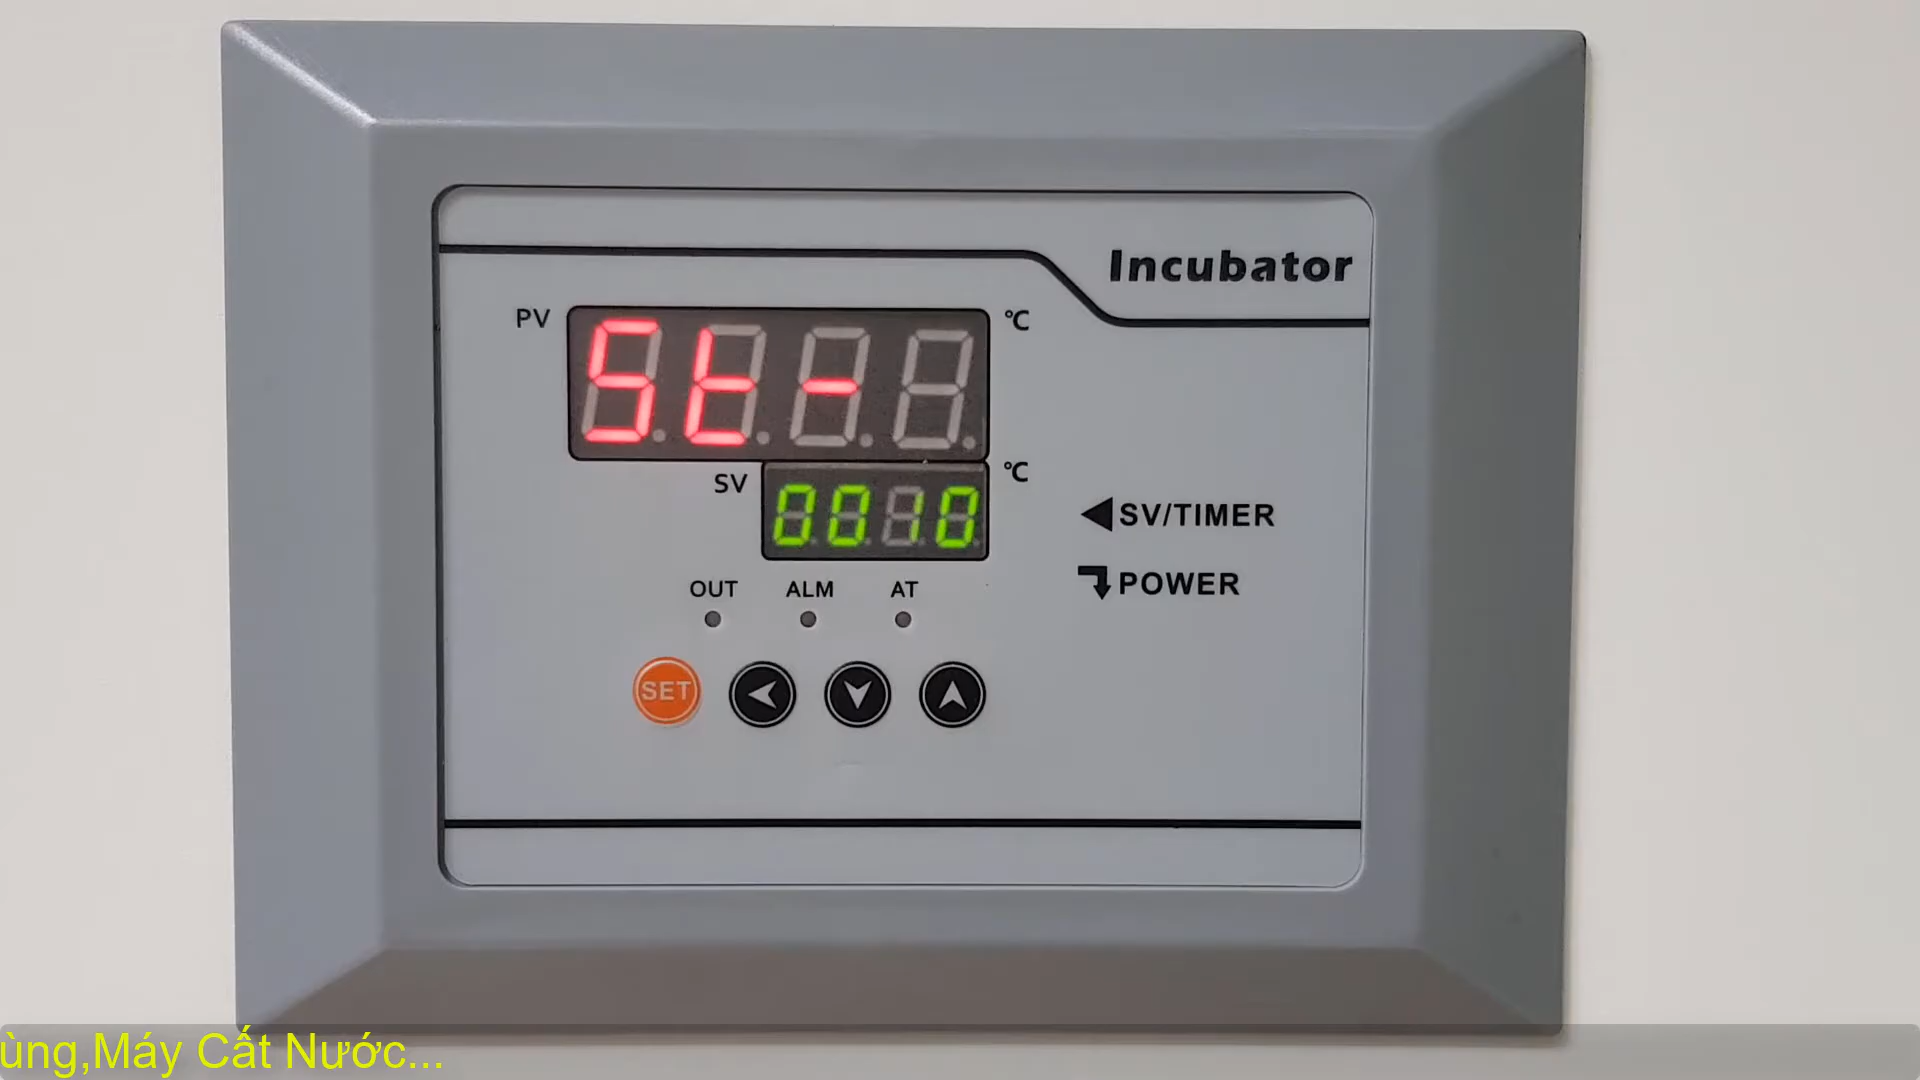 Incubator
PV
St-
°C
SV
0010
°C
SV/TIMER
POWER
OUT ALM AT
SET
ùng,Máy Cất Nước...